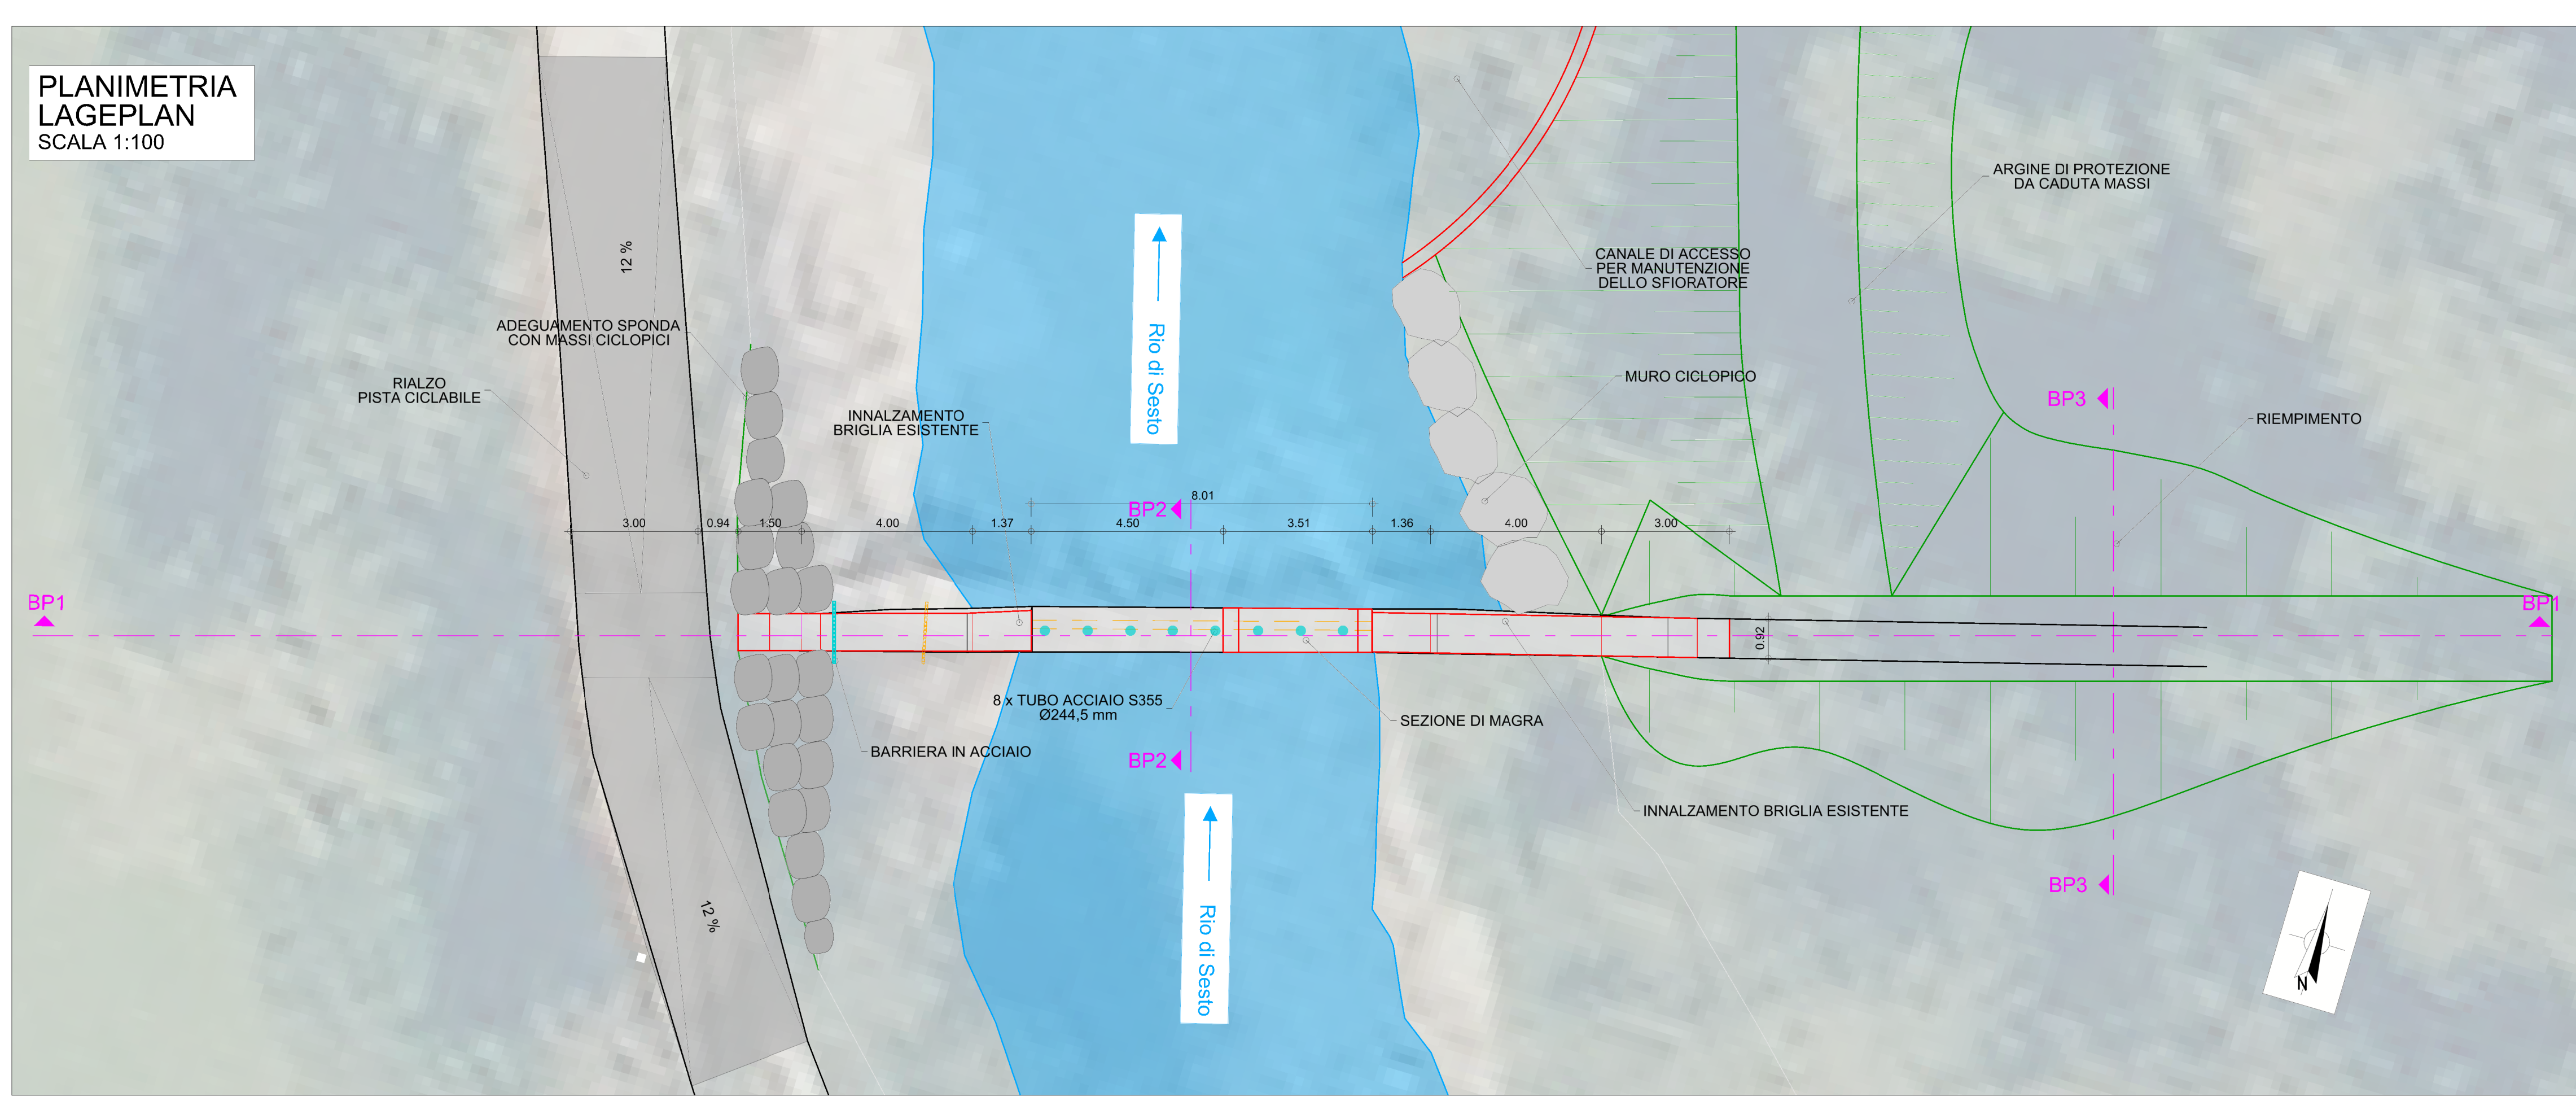 PLANIMETRIA
LAGEPLAN
SCALA 1:100
12 %
ARGINE DI PROTEZIONE
DA CADUTA MASSI
CANALE DI ACCESSO
PER MANUTENZIONE
DELLO SFIORATORE
ADEGUAMENTO SPONDA
CON MASSI CICLOPICI
Rio di Sesto
RIALZO
PISTA CICLABILE
MURO CICLOPICO
BP3
INNALZAMENTO
BRIGLIA ESISTENTE
RIEMPIMENTO
8.01
BP2
3.00
0.94
1.50
4.00
1.37
4.50
3.51
1.36
4.00
3.00
BP1
BP1
0.92
8 x TUBO ACCIAIO S355
Ø244,5 mm
SEZIONE DI MAGRA
BARRIERA IN ACCIAIO
BP2
INNALZAMENTO BRIGLIA ESISTENTE
BP3
12 %
Rio di Sesto
N